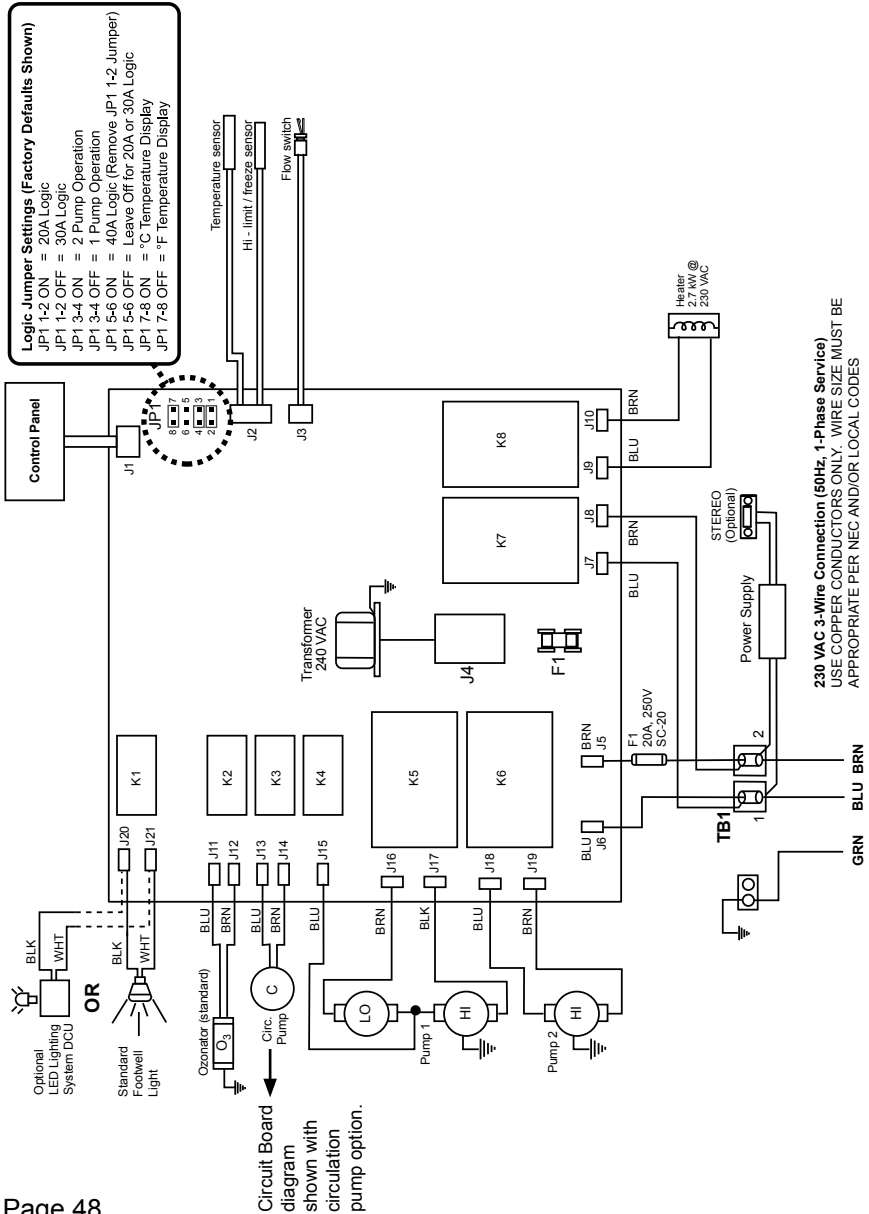 Logic Jumper Settings (Factory Defaults Shown)
JP1 1-2 ON = 20A Logic
JP1 1-2 OFF = 30A Logic
JP1 3-4 ON = 2 Pump Operation
JP1 3-4 OFF = 1 Pump Operation
JP1 5-6 ON = 40A Logic (Remove JP1 1-2 Jumper)
JP1 5-6 OFF = Leave Off for 20A or 30A Logic
JP1 7-8 ON = °C Temperature Display
JP1 7-8 OFF = °F Temperature Display
Control Panel
J1
JP1
8 7
6 5
4 3
2 1
J2
J3
Temperature sensor
Hi - limit / freeze sensor
Flow switch
Optional
LED Lighting
System DCU
BLK
WHT
OR
Standard
Footwell
Light
BLK
WHT
J20
J21
K1
Ozonator (standard)
O3
BLU
BRN
J11
J12
K2
Circ.
Pump
C
BLU
BRN
J13
J14
K3
BLU
J15
K4
Transformer
240 VAC
J4
F1
LO
Pump 1
HI
BRN
BLK
J16
J17
K5
Pump 2
HI
BLU
BRN
J18
J19
K6
K7
K8
J7
J8
J9
J10
BLU
BRN
BLU
BRN
Heater
2.7 kW @
230 VAC
BLU
J6
BRN
J5
F1
20A, 250V
SC-20
TB1
1
2
Power Supply
STEREO
(Optional)
GRN
BLU
BRN
230 VAC 3-Wire Connection (50Hz, 1-Phase Service)
USE COPPER CONDUCTORS ONLY. WIRE SIZE MUST BE
APPROPRIATE PER NEC AND/OR LOCAL CODES
Circuit Board
diagram
shown with
circulation
pump option.
Page 48